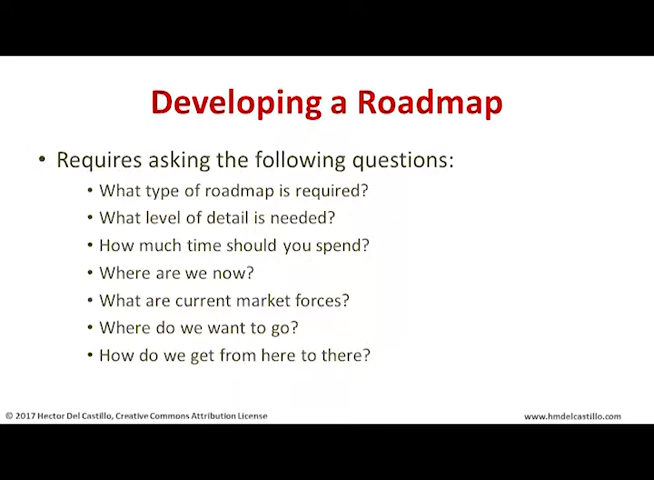 Developing a Roadmap
• Requires asking the following questions:
• What type of roadmap is required?
• What level of detail is needed?
• How much time should you spend?
• Where are we now?
• What are current market forces?
• Where do we want to go?
• How do we get from here to there?
© 2017 Hector Del Castillo, Creative Commons Attribution License
www.hmdelcastillo.com